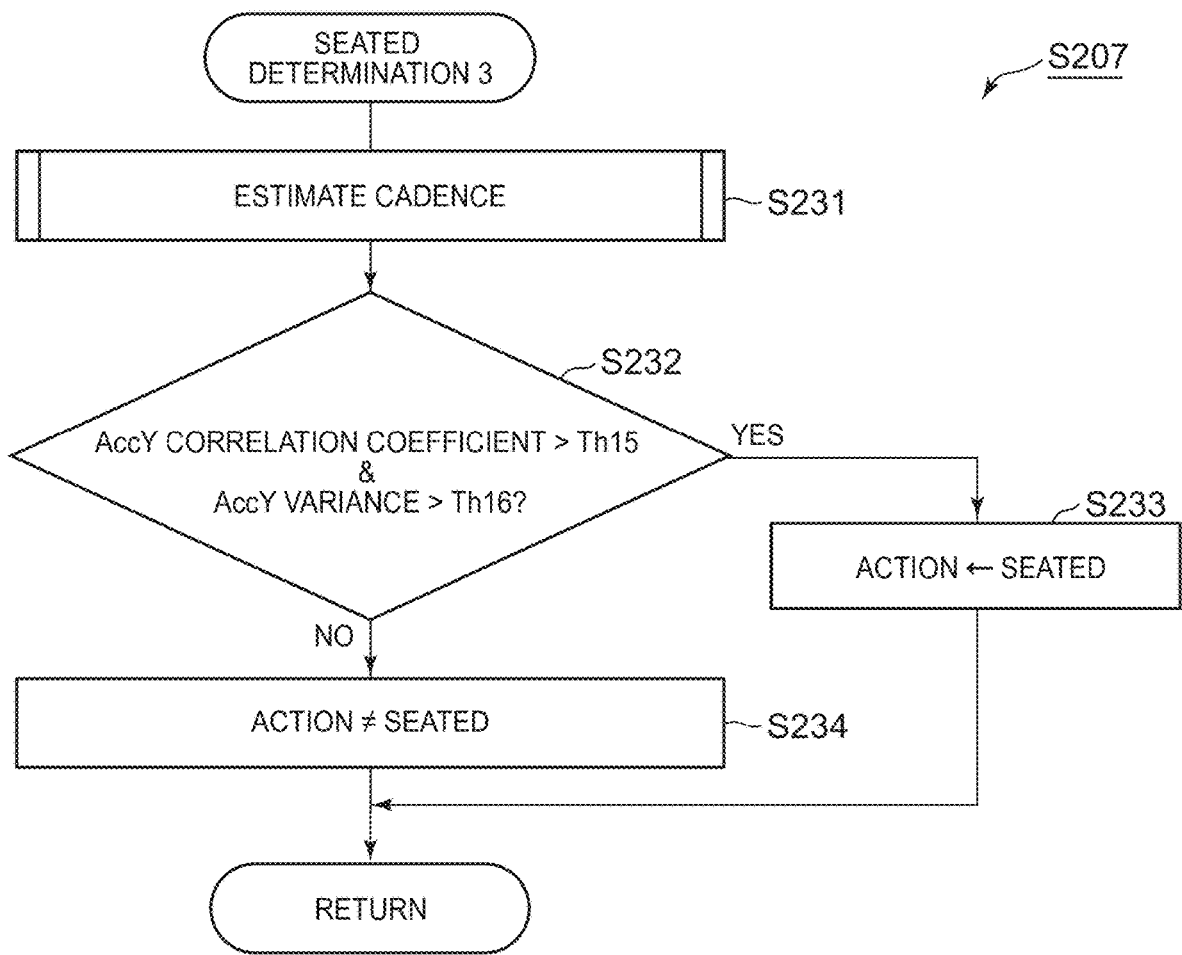 SEATED
DETERMINATION 3
S207
ESTIMATE CADENCE
S231
S232
AccY CORRELATION COEFFICIENT > Th15
&
AccY VARIANCE > Th16?
YES
S233
ACTION ← SEATED
NO
ACTION ≠ SEATED
S234
RETURN